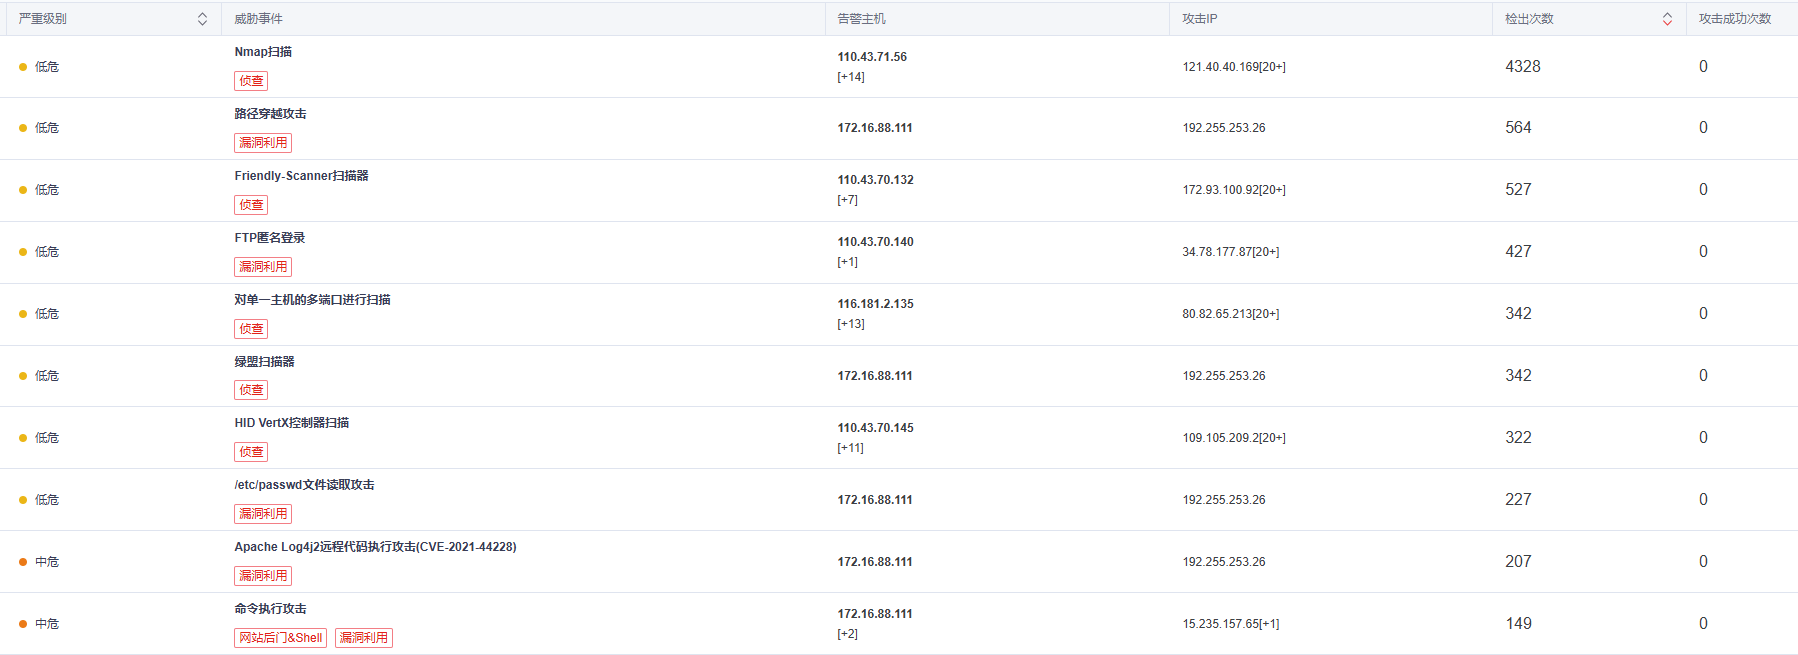 严重级别 威胁事件 告警主机 攻击IP 检出次数 攻击成功次数
Nmap扫描
侦查
低危
110.43.71.56
[+14]
121.40.40.169[20+]
4328
0
路径穿越攻击
漏洞利用
低危
172.16.88.111
192.255.253.26
564
0
Friendly-Scanner扫描器
侦查
低危
110.43.70.132
[+7]
172.93.100.92[20+]
527
0
FTP匿名登录
漏洞利用
低危
110.43.70.140
[+1]
34.78.177.87[20+]
427
0
对单一主机的多端口进行扫描
侦查
低危
116.181.2.135
[+13]
80.82.65.213[20+]
342
0
绿盟扫描器
侦查
低危
172.16.88.111
192.255.253.26
342
0
HID VertX控制器扫描
侦查
低危
110.43.70.145
[+11]
109.105.209.2[20+]
322
0
/etc/passwd文件读取攻击
漏洞利用
低危
172.16.88.111
192.255.253.26
227
0
Apache Log4j2远程代码执行攻击(CVE-2021-44228)
漏洞利用
中危
172.16.88.111
192.255.253.26
207
0
命令执行攻击
网站后门&Shell 漏洞利用
中危
172.16.88.111
[+2]
15.235.157.65[+1]
149
0